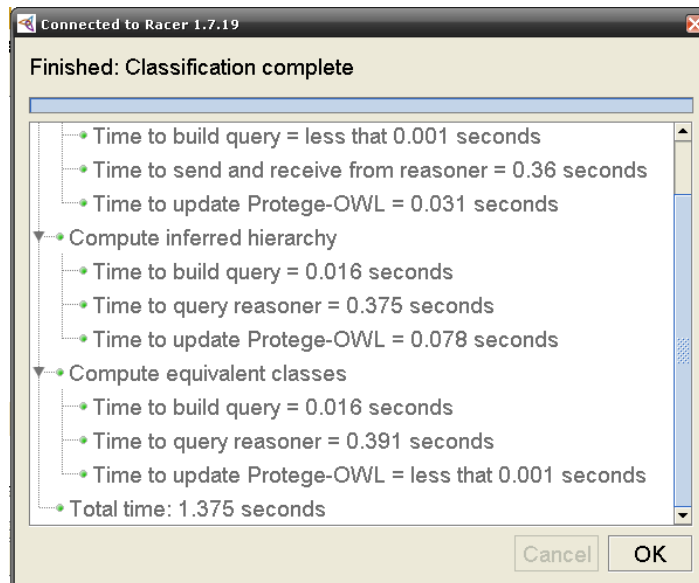 Connected to Racer 1.7.19
Finished: Classification complete
Time to build query = less that 0.001 seconds
Time to send and receive from reasoner = 0.36 seconds
Time to update Protege-OWL = 0.031 seconds
Compute inferred hierarchy
Time to build query = 0.016 seconds
Time to query reasoner = 0.375 seconds
Time to update Protege-OWL = 0.078 seconds
Compute equivalent classes
Time to build query = 0.016 seconds
Time to query reasoner = 0.391 seconds
Time to update Protege-OWL = less that 0.001 seconds
Total time: 1.375 seconds
Cancel OK